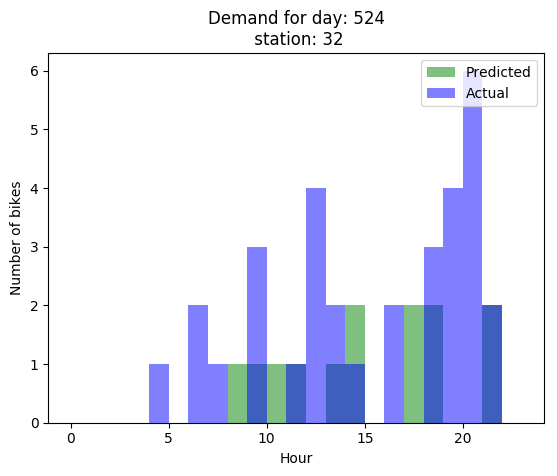 Demand for day: 524
station: 32
Predicted
Actual
Number of bikes
6
5
4
3
2
1
0
0 5 10 15 20
Hour